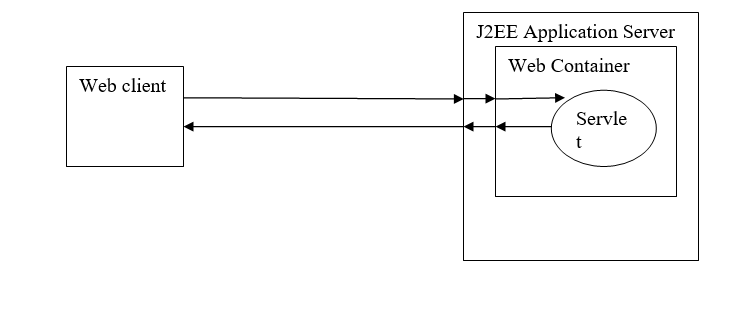 J2EE Application Server
Web Container
Web client
Servle
t